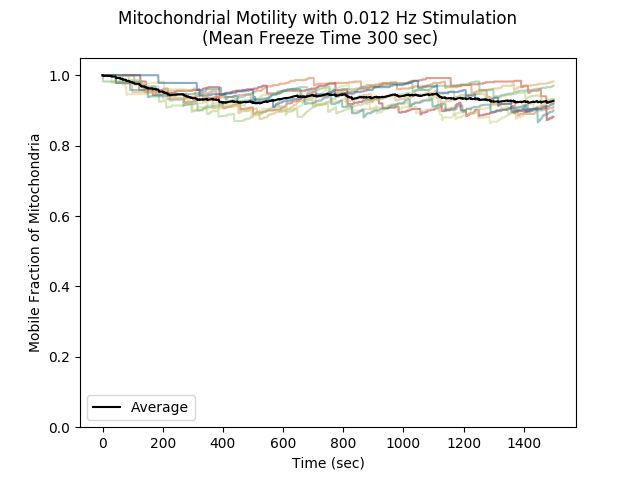 Mitochondrial Motility with 0.012 Hz Stimulation
(Mean Freeze Time 300 sec)
1.0
0.8
0.6
0.4
0.2
0.0
Mobile Fraction of Mitochondria
Average
0 200 400 600 800 1000 1200 1400
Time (sec)